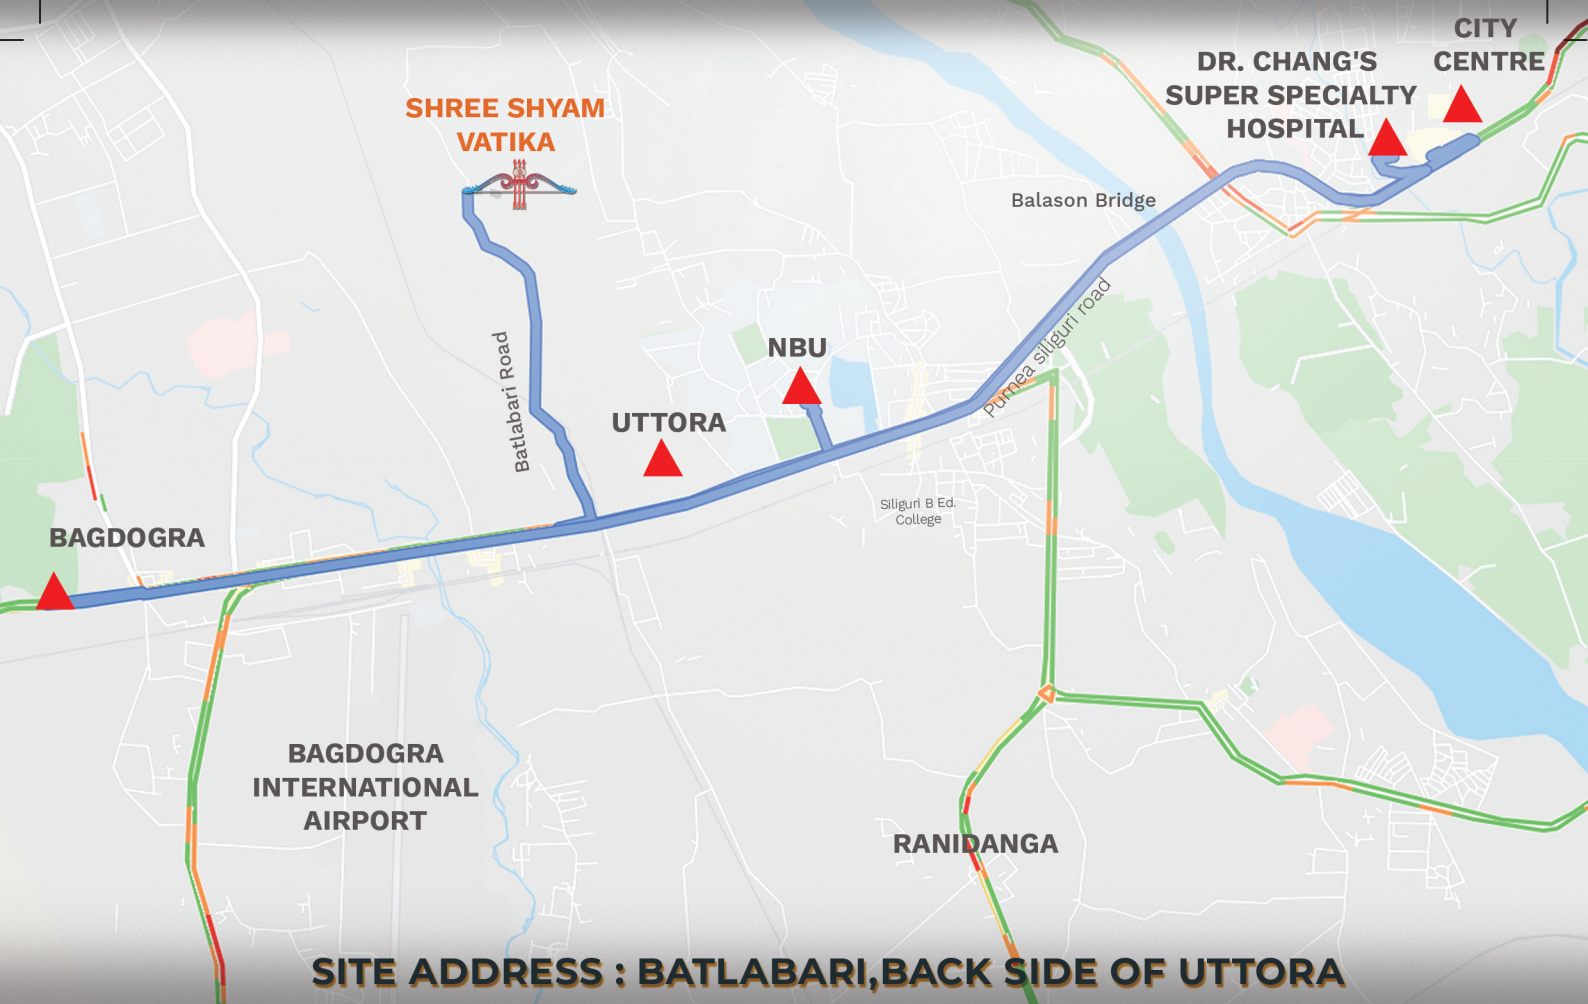 CITY
CENTRE
DR. CHANG'S
SUPER SPECIALTY
HOSPITAL
SHREE SHYAM
VATIKA
Balason Bridge
Purnea siliguri road
NBU
Batlabari Road
UTTORA
Siliguri B Ed.
College
BAGDOGRA
BAGDOGRA
INTERNATIONAL
AIRPORT
RANIDANGA
SITE ADDRESS : BATLABARI,BACK SIDE OF UTTORA